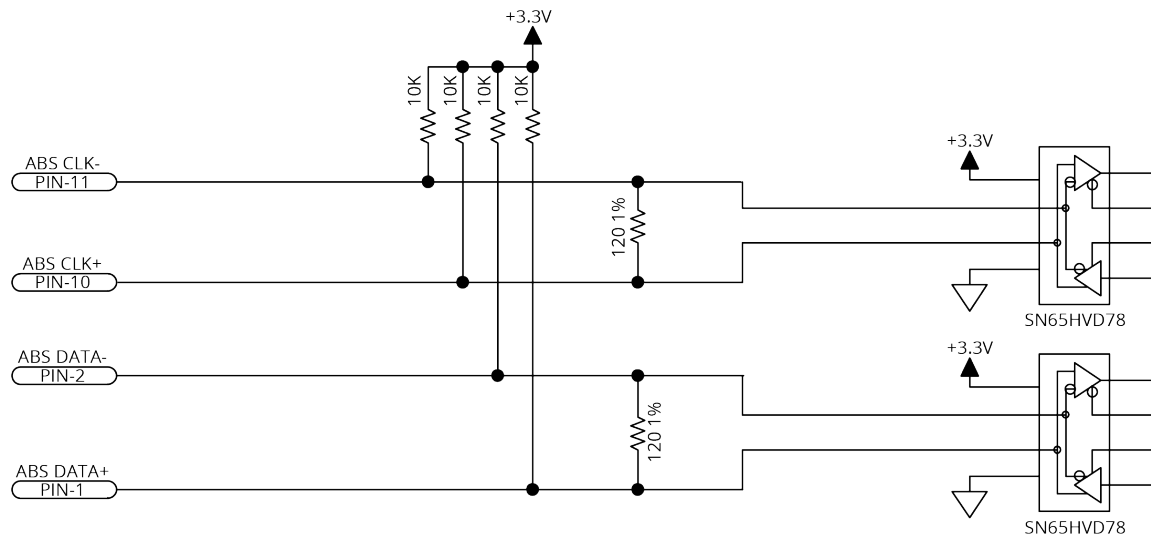 +3.3V
10K
10K
10K
10K
ABS CLK-
PIN-11
+3.3V
120 1%
ABS CLK+
PIN-10
SN65HVD78
ABS DATA-
PIN-2
+3.3V
120 1%
ABS DATA+
PIN-1
SN65HVD78